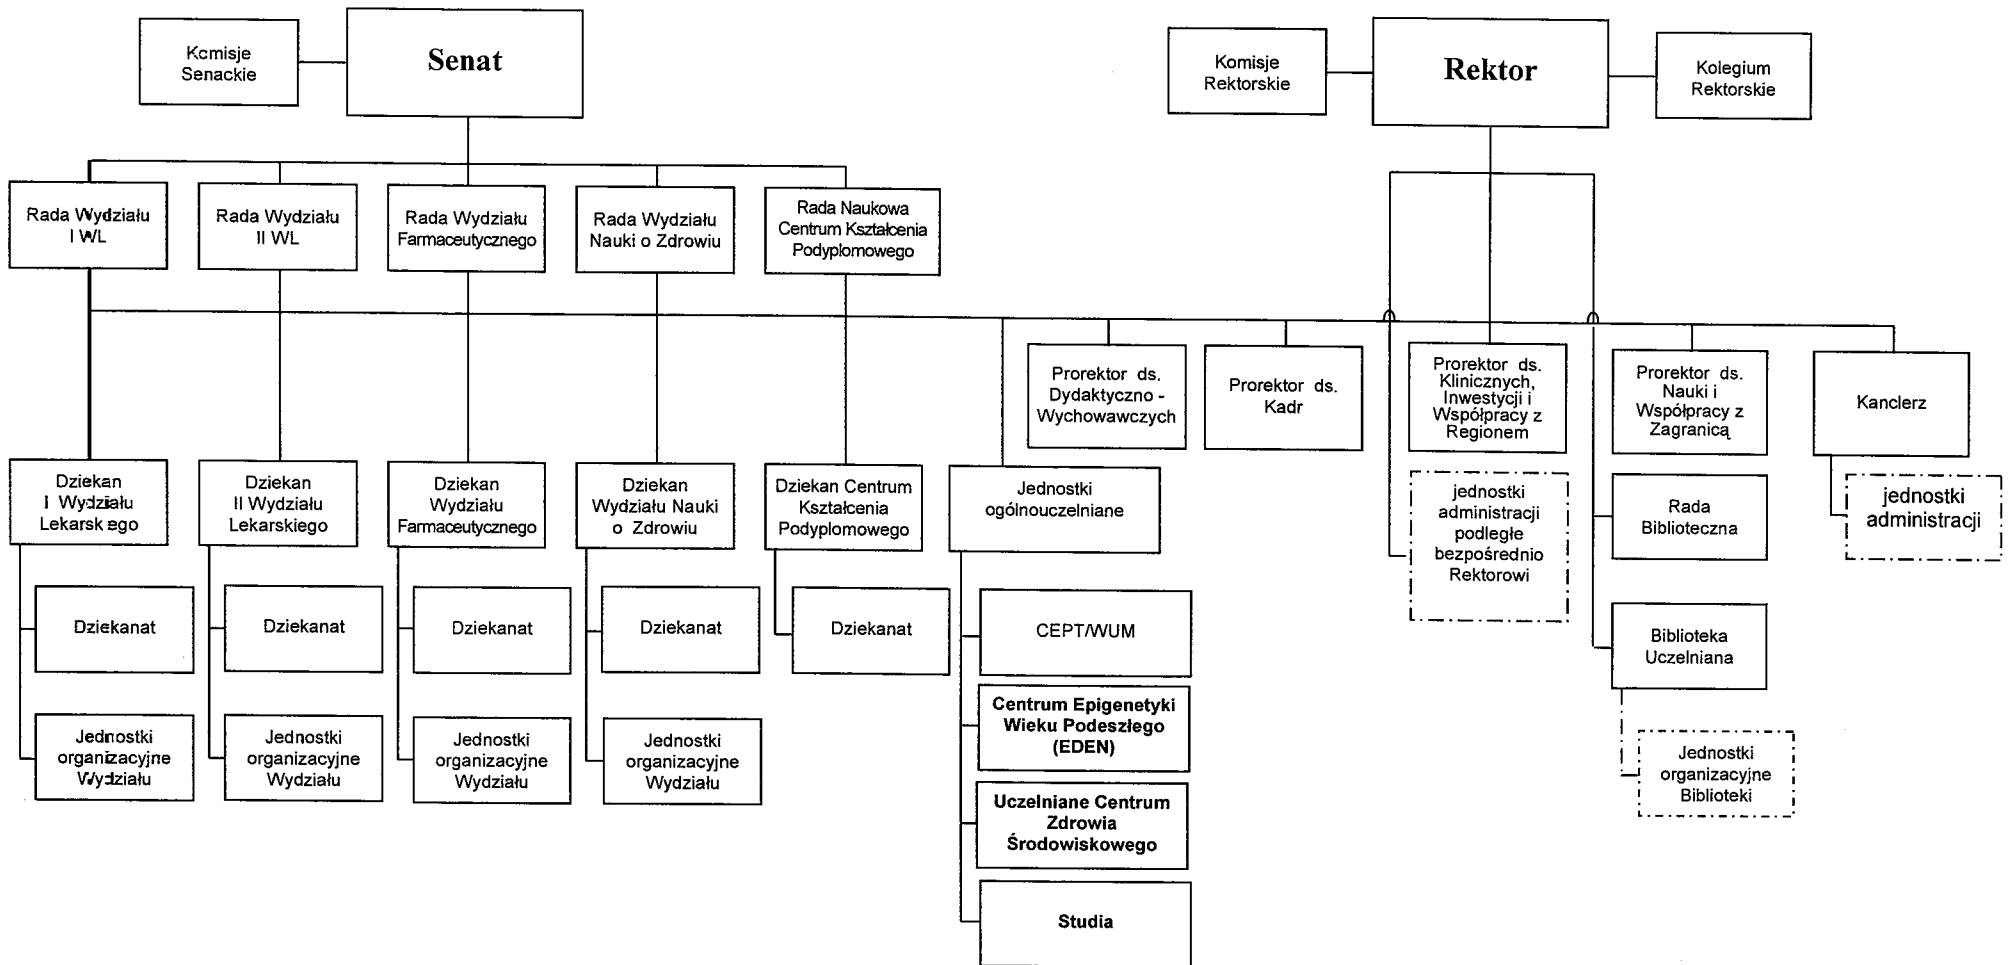 Komisje
Senackie
Senat
Komisje
Rektorskie
Rektor
Kolegium
Rektorskie
Rada Wydziału
I WL
Rada Wydziału
II WL
Rada Wydziału
Farmaceutycznego
Rada Wydziału
Nauki o Zdrowiu
Rada Naukowa
Centrum Kształcenia
Podyplomowego
Prorektor ds.
Dydaktyczno -
Wychowawczych
Prorektor ds.
Kadr
Prorektor ds.
Klinicznych,
Inwestycji i
Współpracy z
Regionem
Prorektor ds.
Nauki i
Współpracy z
Zagranicą
Kanclerz
Dziekan
I Wydziału
Lekarskiego
Dziekan
II Wydziału
Lekarskiego
Dziekan
Wydziału
Farmaceutycznego
Dziekan
Wydziału Nauki
o Zdrowiu
Dziekan Centrum
Kształcenia
Podyplomowego
Jednostki
ogólnouczelniane
jednostki
administracji
podległe
bezpośrednio
Rektorowi
Rada
Biblioteczna
jednostki
administracji
Dziekanat
Dziekanat
Dziekanat
Dziekanat
Dziekanat
CEPT/WUM
Biblioteka
Uczelniana
Jednostki
organizacyjne
Wydziału
Jednostki
organizacyjne
Wydziału
Jednostki
organizacyjne
Wydziału
Jednostki
organizacyjne
Wydziału
Centrum Epigenetyki
Wieku Podeszłego
(EDEN)
Jednostki
organizacyjne
Biblioteki
Uczelniane Centrum
Zdrowia
Środowiskowego
Studia